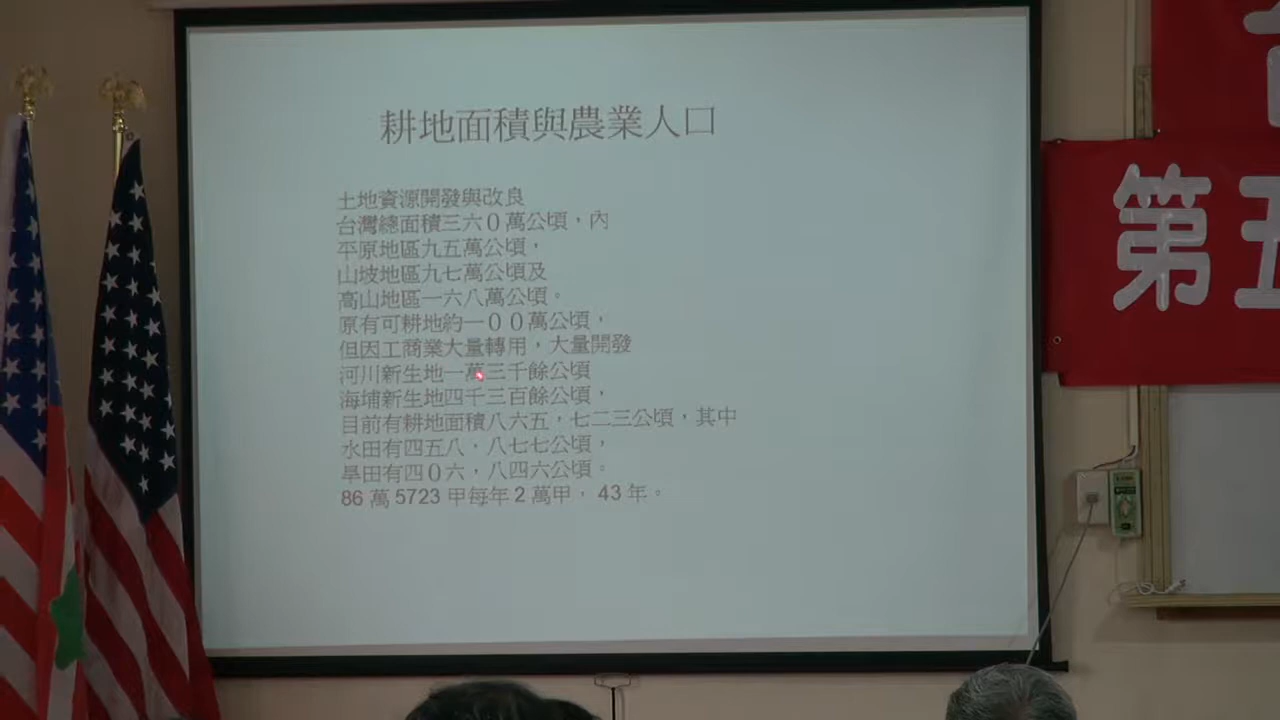 耕地面積與農業人口
土地資源開發與改良
台灣總面積三六０萬公頃，內
平原地區九五萬公頃，
山坡地區九七萬公頃及
高山地區一六八萬公頃。
原有可耕地約一００萬公頃，
但因工商業大量轉用，大量開發
河川新生地一萬三千餘公頃
海埔新生地四千三百餘公頃，
目前有耕地面積八六五，七二三公頃，其中
水田有四五八，八七七公頃，
旱田有四０六，八四六公頃。
86 萬 5723 甲每年 2 萬甲， 43 年。
第五